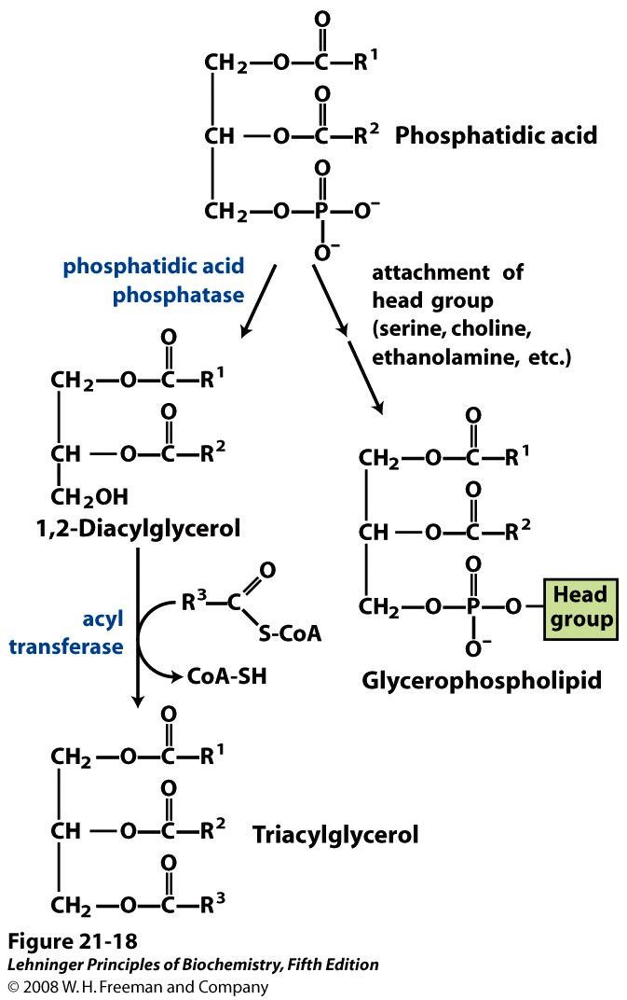 O
CH₂—O—C—R¹
O
CH—O—C—R² Phosphatidic acid
O
CH₂—O—P—O⁻
O⁻
phosphatidic acid
phosphatase
attachment of
head group
(serine, choline,
ethanolamine, etc.)
O
CH₂—O—C—R¹
O
CH—O—C—R²
CH₂OH
1,2-Diacylglycerol
O
CH₂—O—C—R¹
O
CH—O—C—R²
O
CH₂—O—P—O—
O⁻
Head
group
Glycerophospholipid
acyl
transferase
O
R³—C
S-CoA
CoA-SH
O
CH₂—O—C—R¹
O
CH—O—C—R² Triacylglycerol
O
CH₂—O—C—R³
Figure 21-18
Lehninger Principles of Biochemistry, Fifth Edition
© 2008 W. H. Freeman and Company